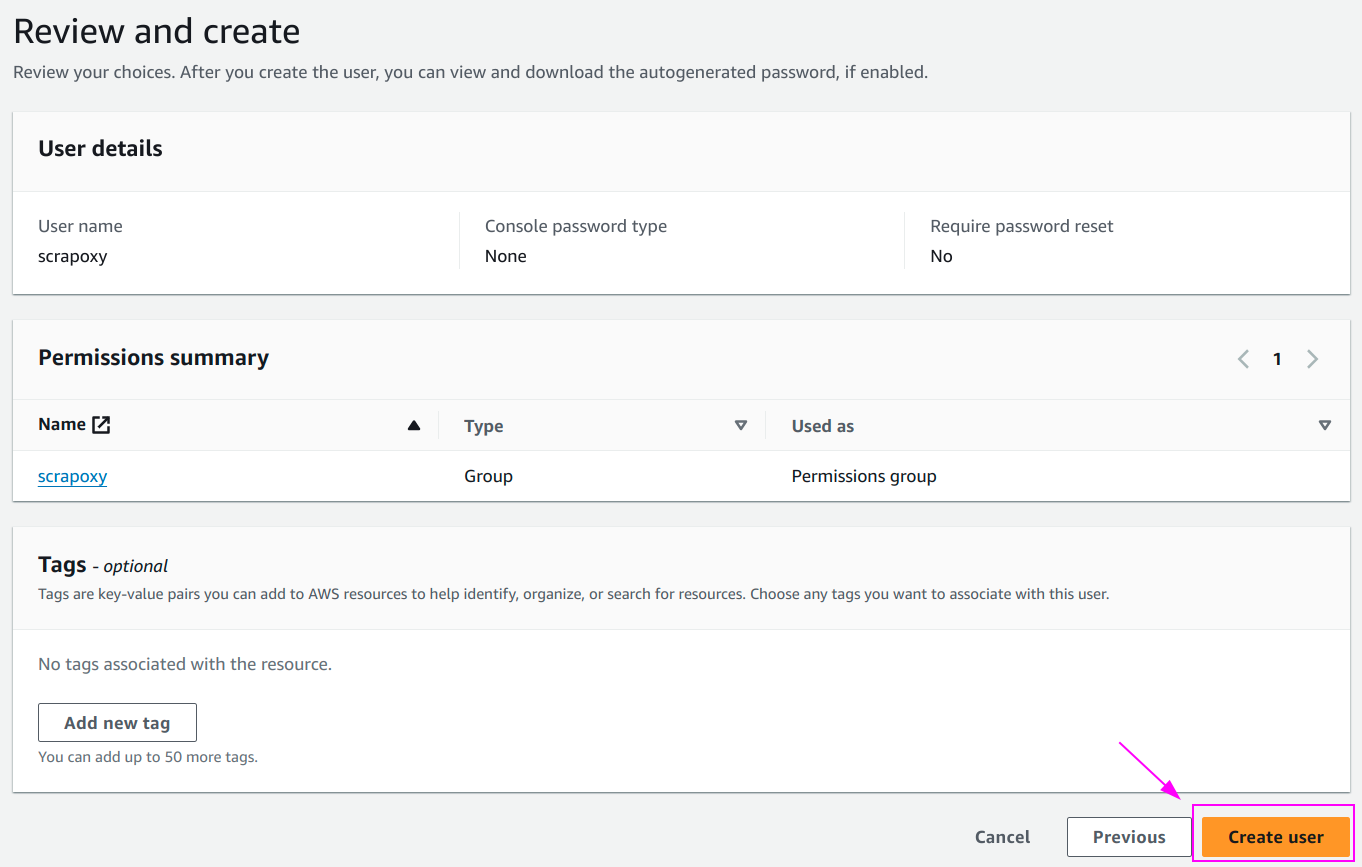 Review and create
Review your choices. After you create the user, you can view and download the autogenerated password, if enabled.
User details
User name
scrapoxy
Console password type
None
Require password reset
No
Permissions summary
1
Name Type Used as
scrapoxy Group Permissions group
Tags - optional
Tags are key-value pairs you can add to AWS resources to help identify, organize, or search for resources. Choose any tags you want to associate with this user.
No tags associated with the resource.
Add new tag
You can add up to 50 more tags.
Cancel Previous Create user